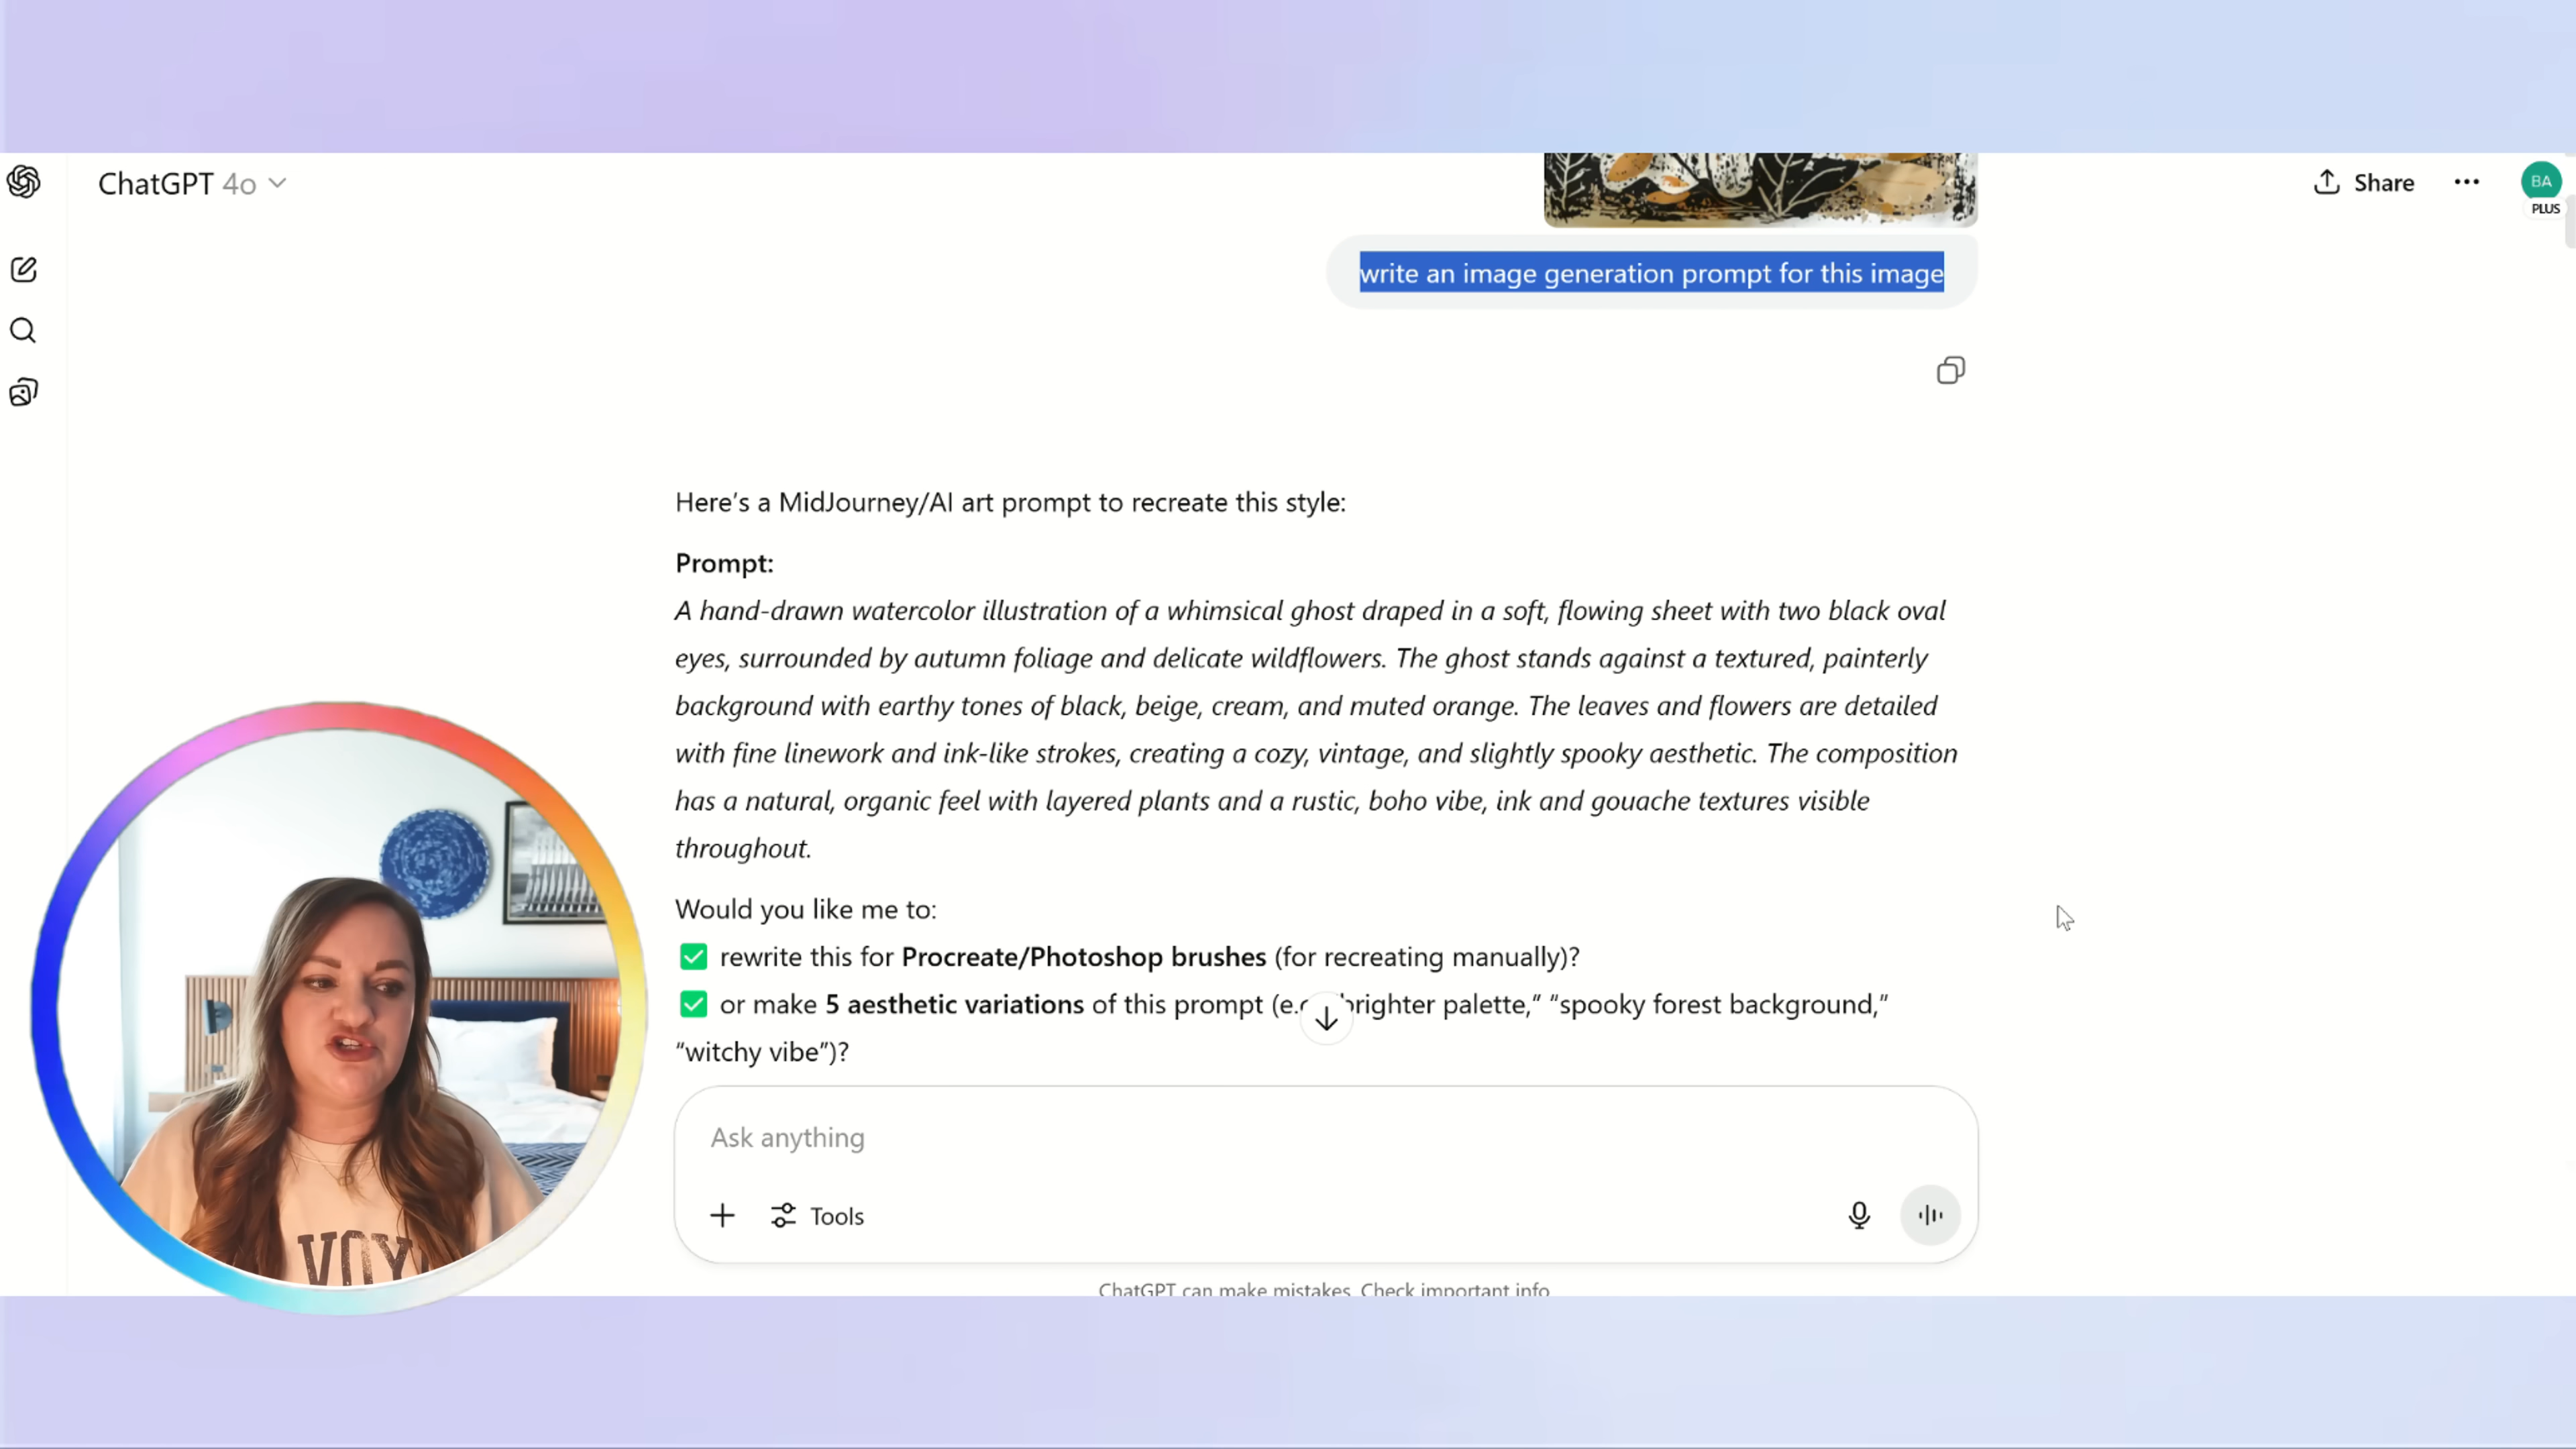 ChatGPT 4o
Share
BA
PLUS
write an image generation prompt for this image
Here's a MidJourney/AI art prompt to recreate this style:
Prompt:
A hand-drawn watercolor illustration of a whimsical ghost draped in a soft, flowing sheet with two black oval
eyes, surrounded by autumn foliage and delicate wildflowers. The ghost stands against a textured, painterly
background with earthy tones of black, beige, cream, and muted orange. The leaves and flowers are detailed
with fine linework and ink-like strokes, creating a cozy, vintage, and slightly spooky aesthetic. The composition
has a natural, organic feel with layered plants and a rustic, boho vibe, ink and gouache textures visible
throughout.
Would you like me to:
✅ rewrite this for Procreate/Photoshop brushes (for recreating manually)?
✅ or make 5 aesthetic variations of this prompt (e. brighter palette,” “spooky forest background,”
“witchy vibe”)?
Ask anything
Tools
ChatGPT can make mistakes. Check important info